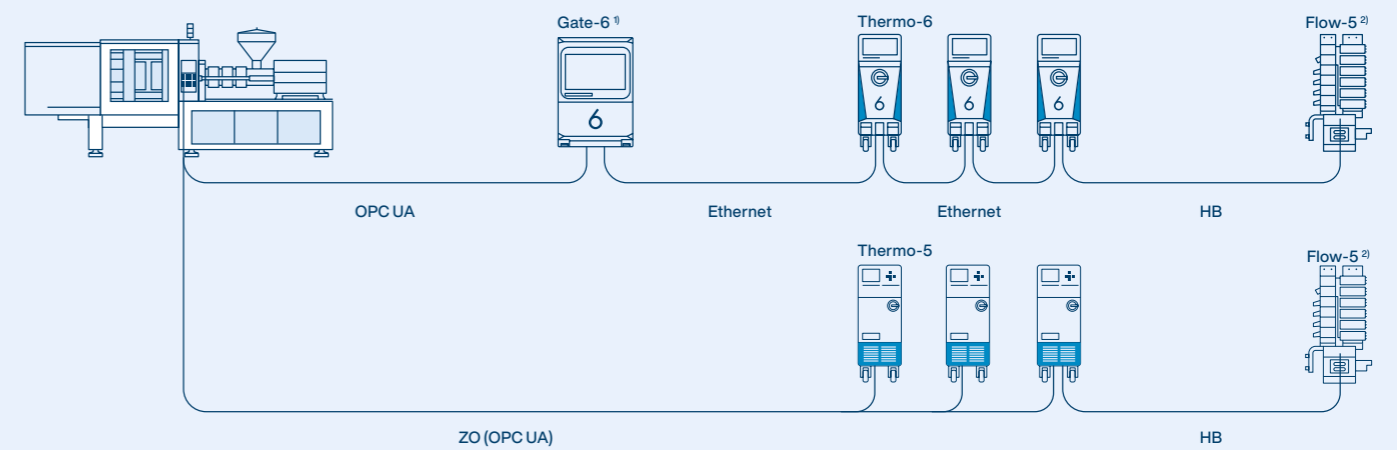 Gate-6 1)
Thermo-6
Flow-5 2)
6
6
6
6
OPC UA
Ethernet
Ethernet
HB
Thermo-5
Flow-5 2)
ZO (OPC UA)
HB